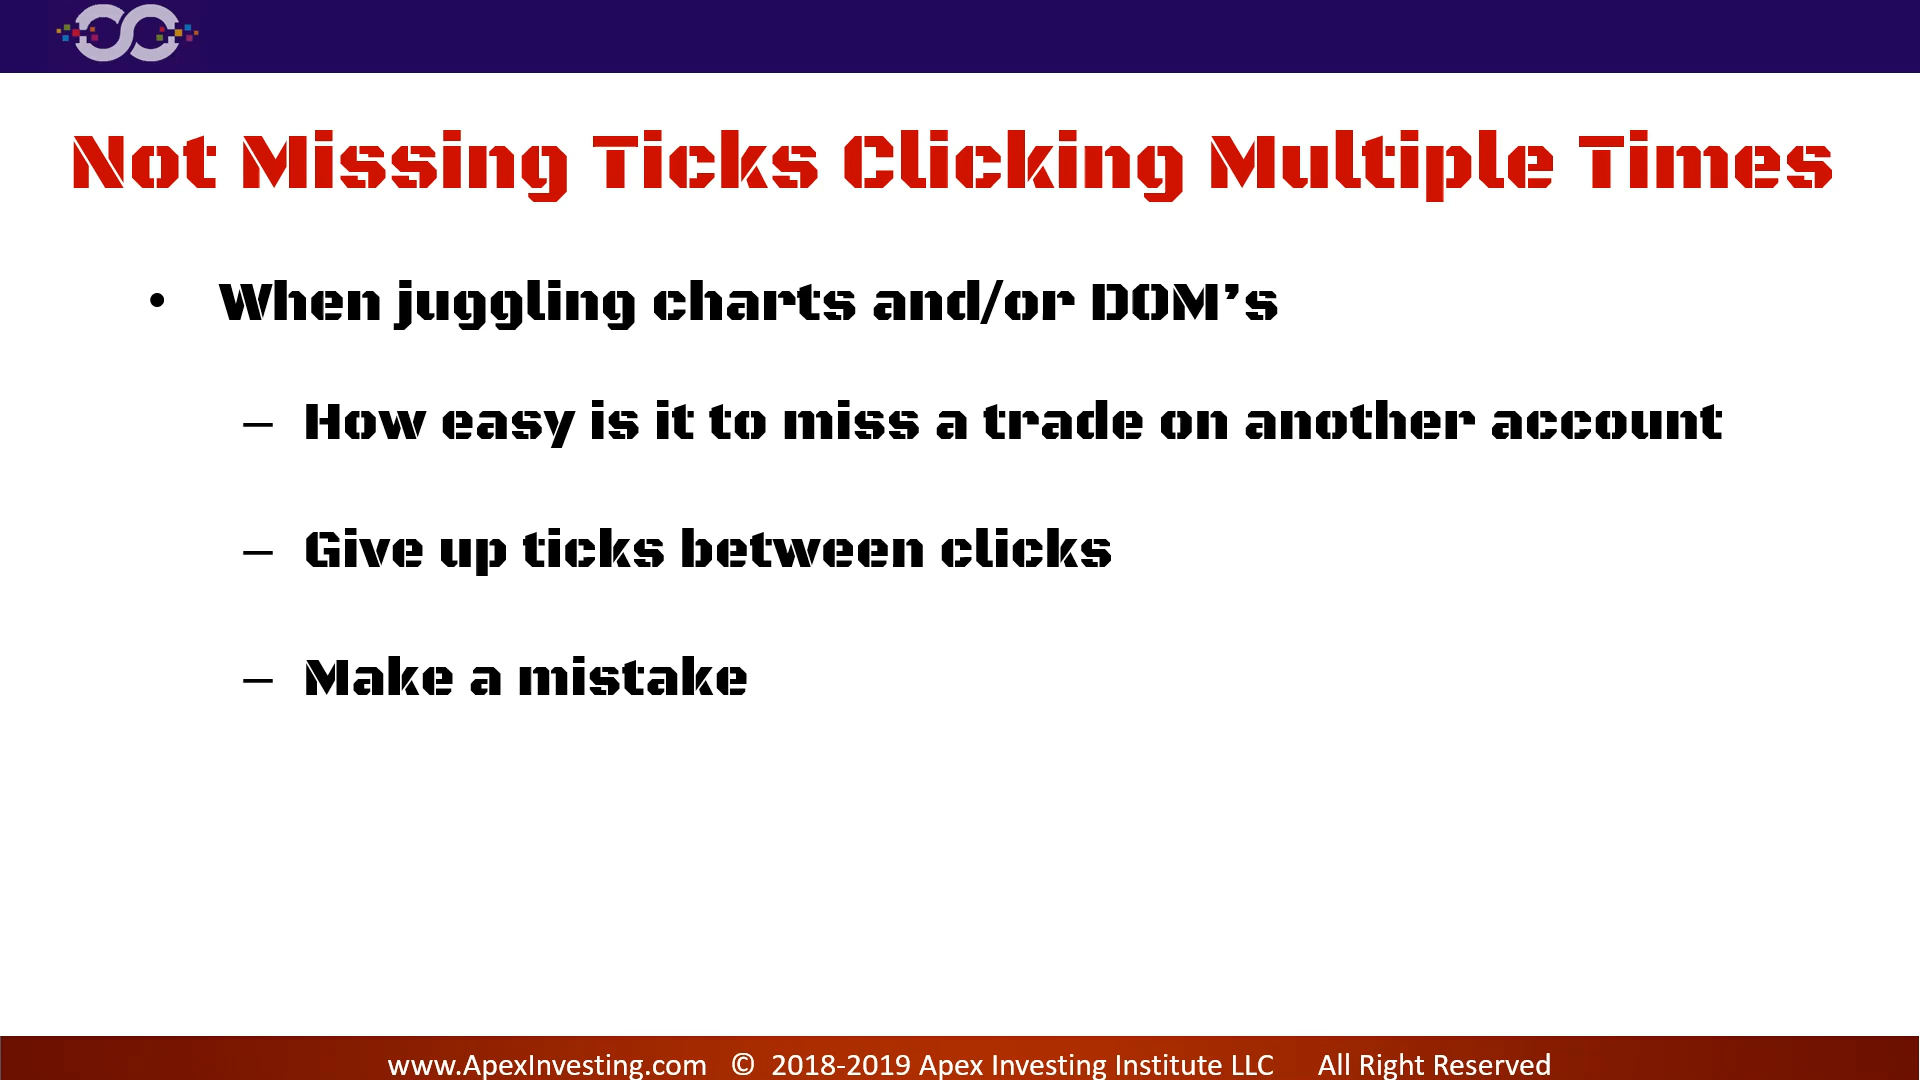 Not Missing Ticks Clicking Multiple Times
• When juggling charts and/or DOM’s
– How easy is it to miss a trade on another account
– Give up ticks between clicks
– Make a mistake
www.ApexInvesting.com © 2018-2019 Apex Investing Institute LLC All Right Reserved